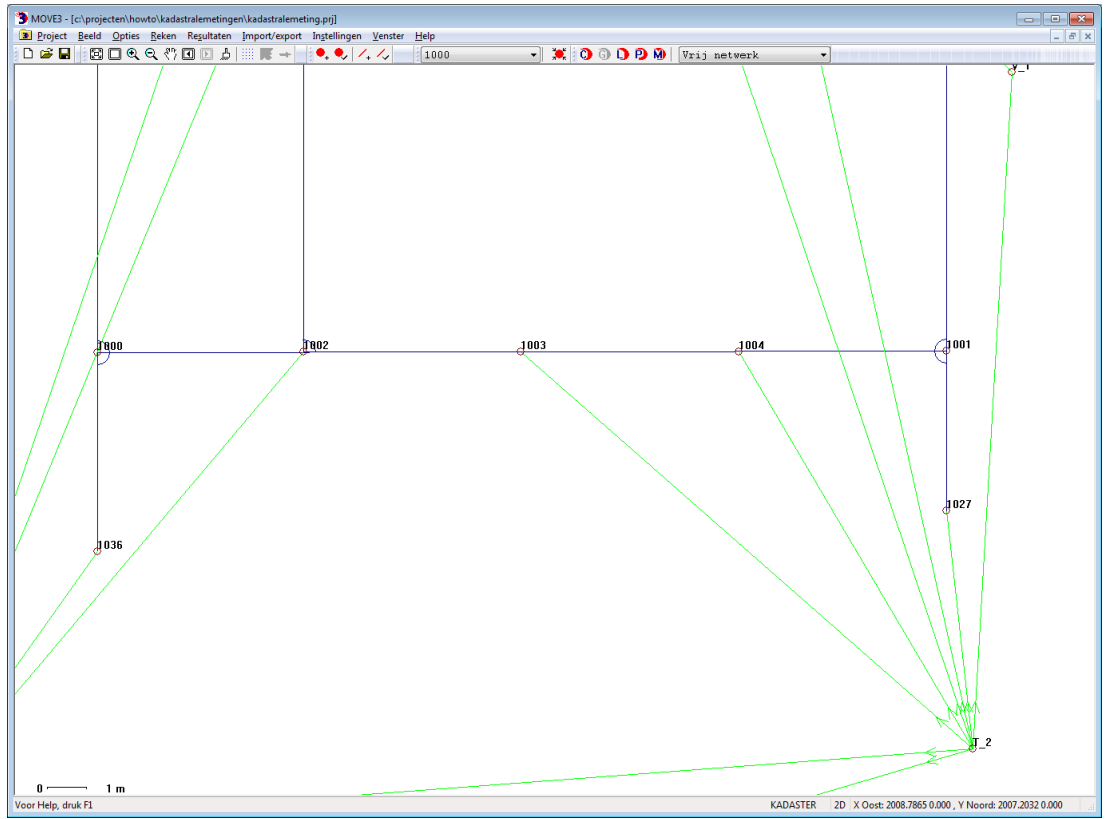 MOVE3 - [c:\projecten\howto\kadastralemetingen\kadastralemeting.prj]
Project Beeld Opties Reken Resultaten Import/export Instellingen Venster Help
1000 C G L P M Vrij netwerk
1000 1002 1003 1004 1001
1027
1036
T_2
0 1 m
Voor Help, druk F1 KADASTER 2D X Oost: 2008.7865 0.000 , Y Noord: 2007.2032 0.000